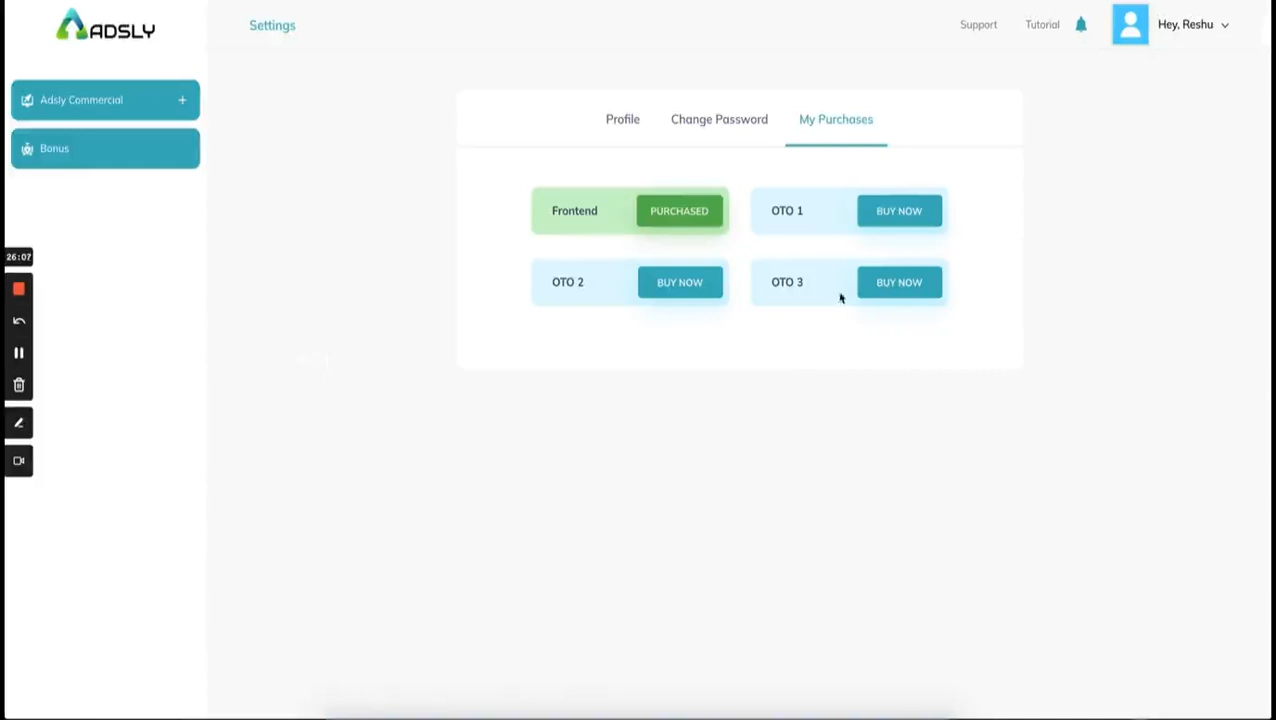 ADSLY
Settings
Support
Tutorial
Hey, Reshu
Adsly Commercial
Bonus
Profile
Change Password
My Purchases
Frontend
PURCHASED
OTO 1
BUY NOW
OTO 2
BUY NOW
OTO 3
BUY NOW
26:07